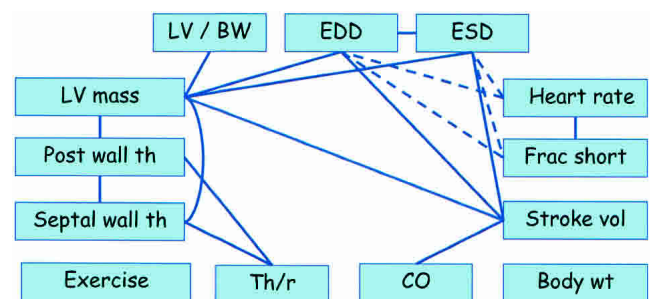 LV / BW
EDD
ESD
LV mass
Heart rate
Post wall th
Frac short
Septal wall th
Stroke vol
Exercise
Th/r
CO
Body wt